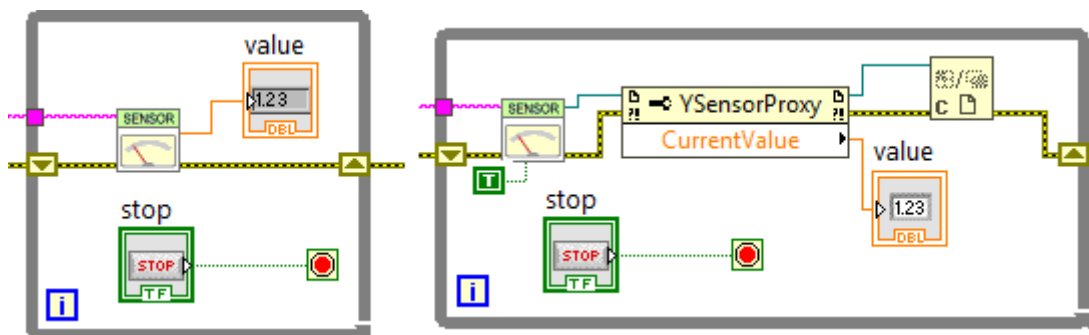 value
1.23
SENSOR
DBL
stop
STOP
TF
i
SENSOR
YSensorProxy
CurrentValue
C
T
value
1.23
DBL
stop
STOP
TF
i